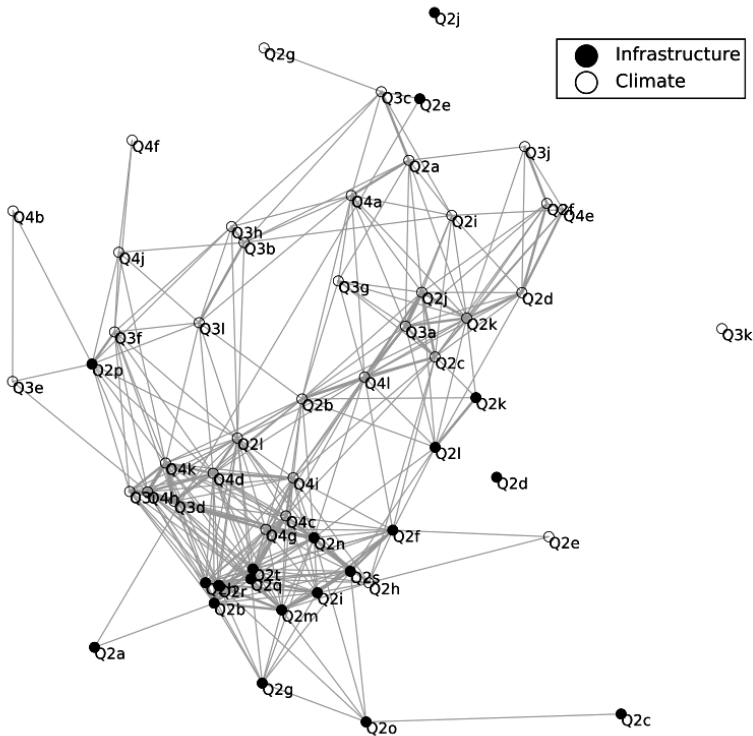 Q2j
Infrastructure
Q2g
Climate
Q3c
Q2e
Q4f
Q3j
Q2a
Q4a
Q2f
Q4b
Q4e
Q2i
Q3h
Q3b
Q4j
Q3g
Q2j
Q2d
Q2k
Q3l
Q3k
Q3f
Q3a
Q2c
Q2p
Q4l
Q3e
Q2b
Q2k
Q2l
Q2l
Q4k
Q4d
Q4i
Q2d
Q4h
Q3d
Q4c
Q4g
Q2n
Q2f
Q2e
Q2t
Q2s
Q2q
Q2h
Q2r
Q2i
Q2b
Q2m
Q2a
Q2g
Q2c
Q2o